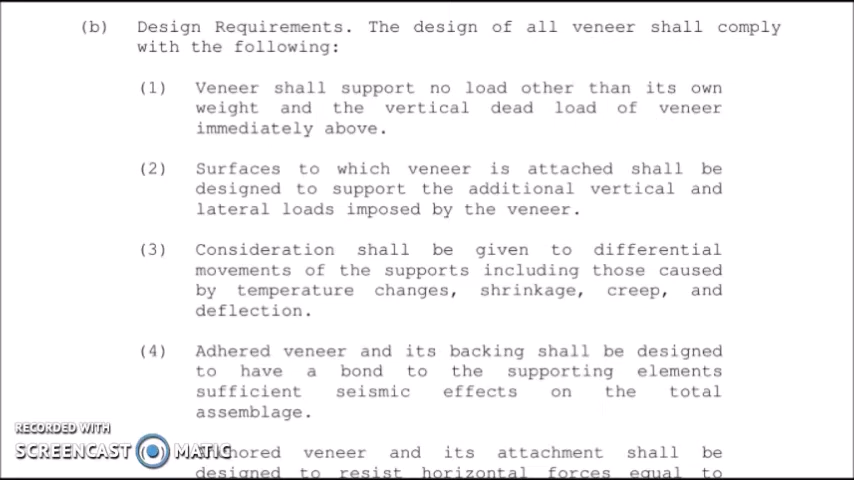 (b) Design Requirements. The design of all veneer shall comply
with the following:
(1) Veneer shall support no load other than its own
weight and the vertical dead load of veneer
immediately above.
(2) Surfaces to which veneer is attached shall be
designed to support the additional vertical and
lateral loads imposed by the veneer.
(3) Consideration shall be given to differential
movements of the supports including those caused
by temperature changes, shrinkage, creep, and
deflection.
(4) Adhered veneer and its backing shall be designed
to have a bond to the supporting elements
sufficient seismic effects on the total
assemblage.
RECORDED WITH
SCREENCAST MATIC
veneer and its attachment shall be
designed to resist horizontal forces equal to